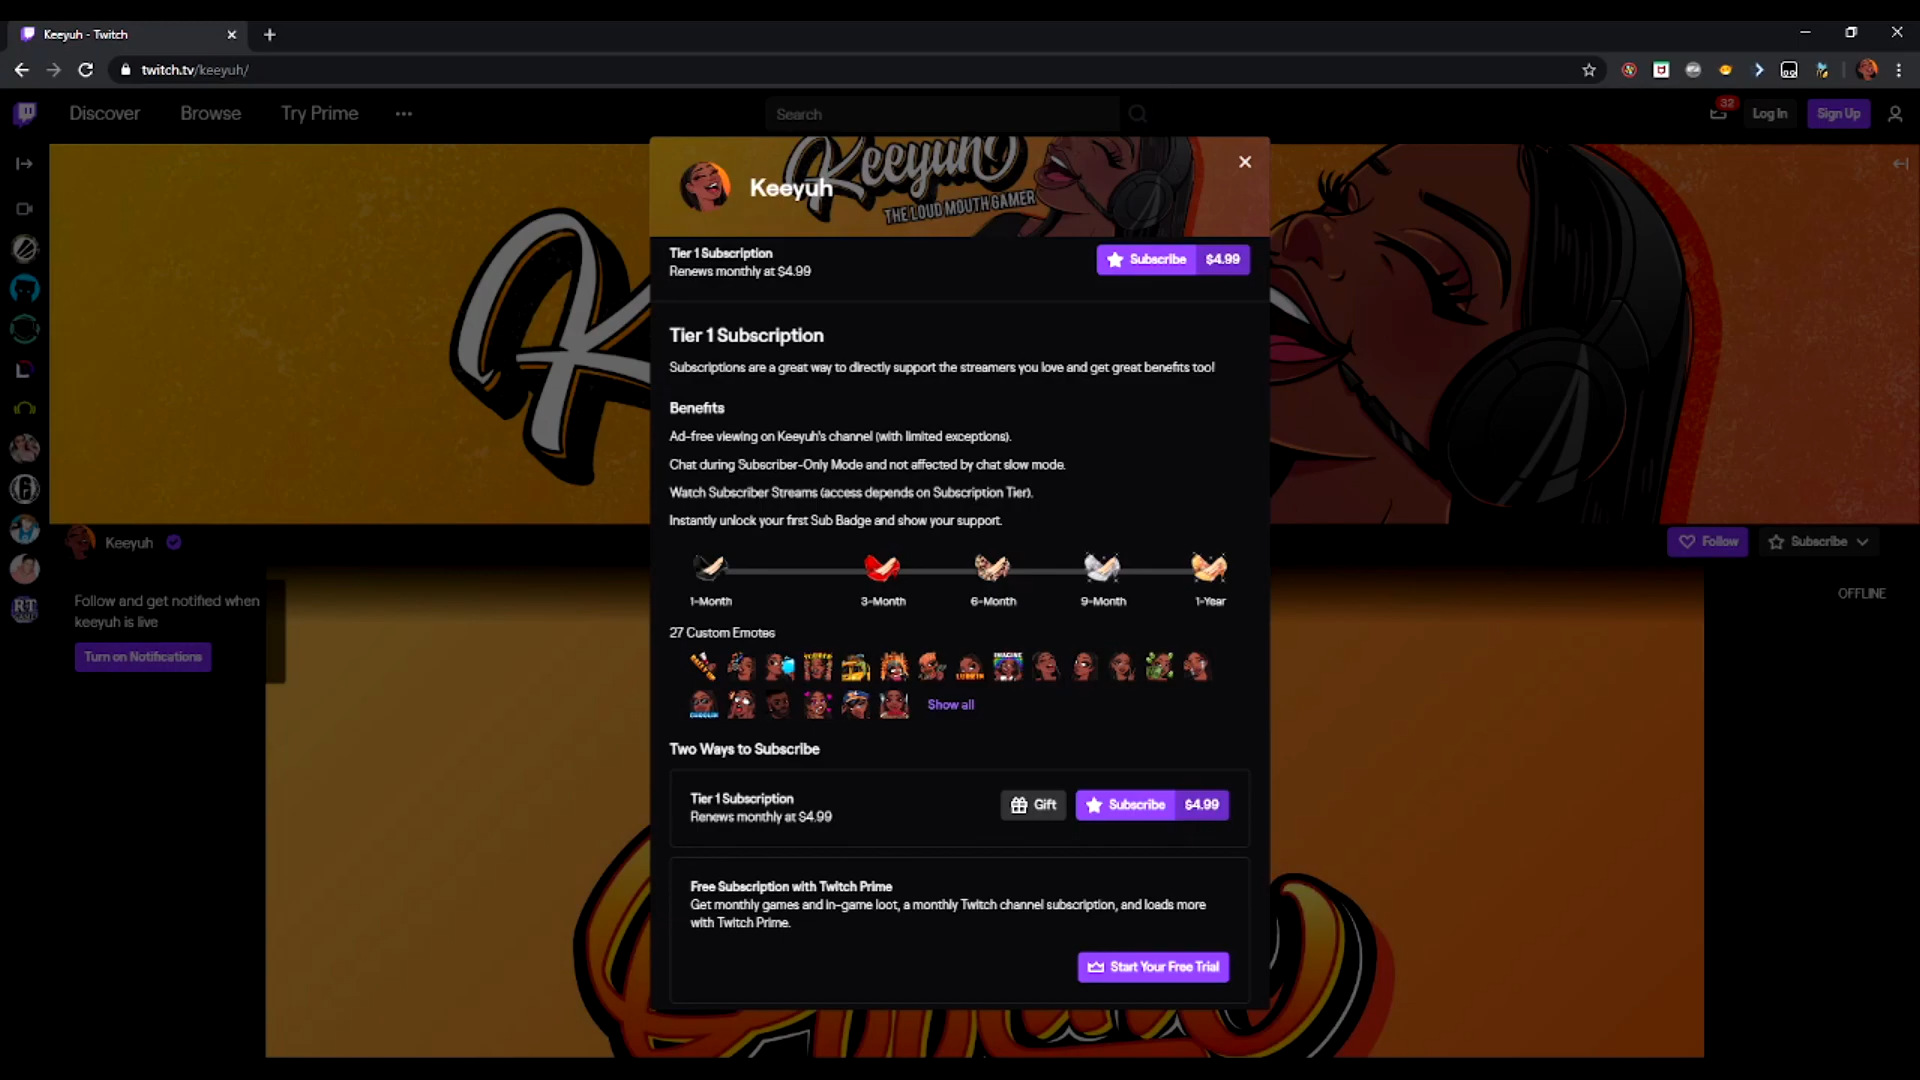 Keeyuh - Twitch
twitch.tv/keeyuh/
Discover
Browse
Try Prime
Search
32
Log In
Sign Up
Keeyuh
THE LOUD MOUTH GAMER
Keeyuh
Tier 1 Subscription
Renews monthly at $4.99
Subscribe $4.99
Tier 1 Subscription
Subscriptions are a great way to directly support the streamers you love and get great benefits too!
Benefits
Ad-free viewing on Keeyuh's channel (with limited exceptions).
Chat during Subscriber-Only Mode and not affected by chat slow mode.
Watch Subscriber Streams (access depends on Subscription Tier).
Instantly unlock your first Sub Badge and show your support.
Keeyuh
Follow
Subscribe
Follow and get notified when
keeyuh is live
Turn on Notifications
OFFLINE
1-Month
3-Month
6-Month
9-Month
1-Year
27 Custom Emotes
IMAGINE
Show all
Two Ways to Subscribe
Tier 1 Subscription
Renews monthly at $4.99
Gift
Subscribe $4.99
Free Subscription with Twitch Prime
Get monthly games and in-game loot, a monthly Twitch channel subscription, and loads more
with Twitch Prime.
Start Your Free Trial